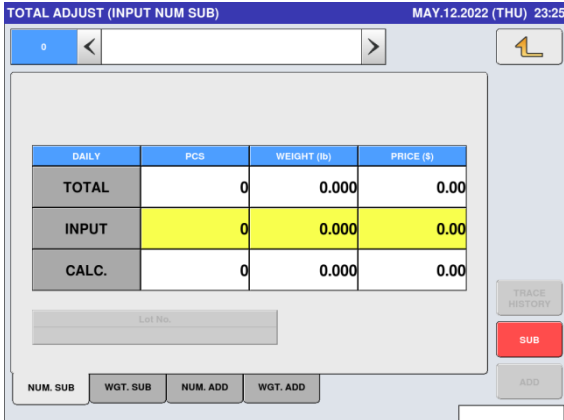 TOTAL ADJUST (INPUT NUM SUB) MAY.12.2022 (THU) 23:25
0
DAILY PCS WEIGHT (lb) PRICE ($)
TOTAL 0 0.000 0.00
INPUT 0 0.000 0.00
CALC. 0 0.000 0.00
TRACE
HISTORY
Lot No.
SUB
ADD
NUM. SUB WGT. SUB NUM. ADD WGT. ADD